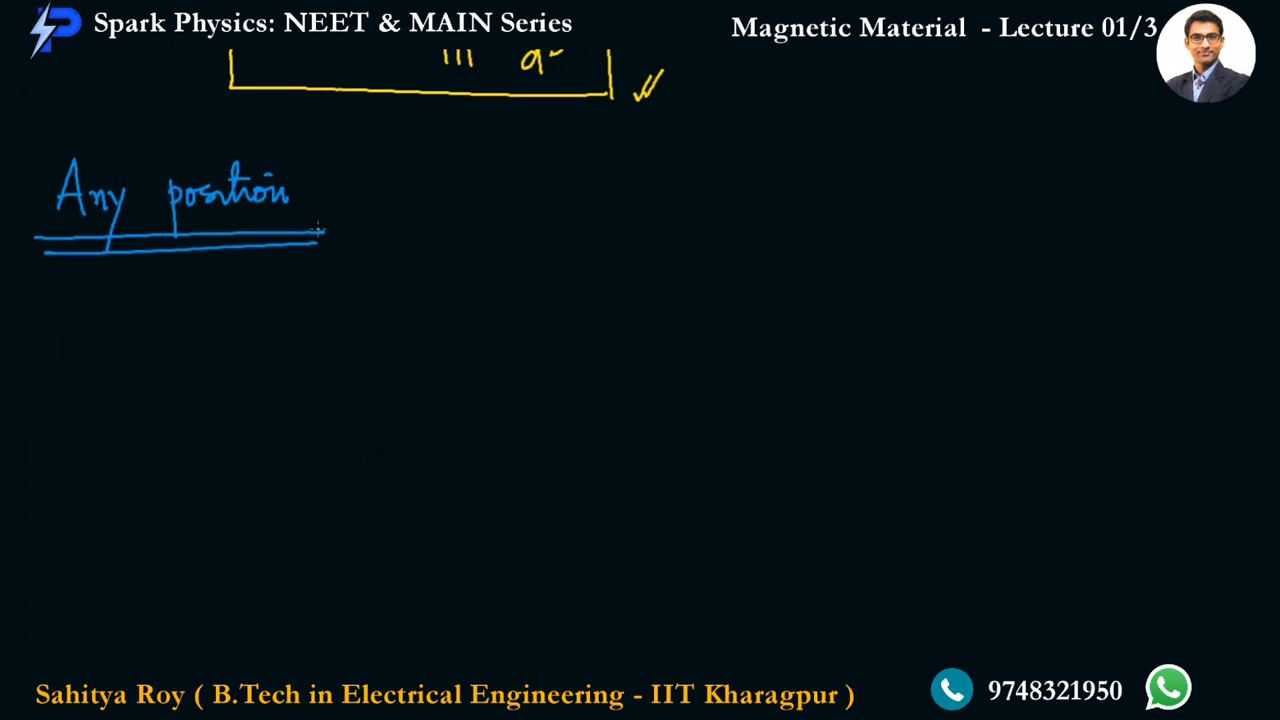 Spark Physics: NEET & MAIN Series
Magnetic Material - Lecture 01/3
Any position
Sahitya Roy ( B.Tech in Electrical Engineering - IIT Kharagpur )
9748321950